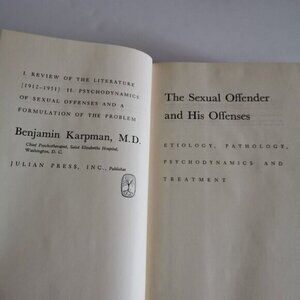 I. REVIEW OF THE LITERATURE
[1912-1951] II. PSYCHODYNAMICS
OF SEXUAL OFFENSES AND A
FORMULATION OF THE PROBLEM
Benjamin Karpman, M.D.
Chief Psychotherapist, Saint Elizabeths Hospital,
Washington, D. C.
JULIAN PRESS, INC., Publisher
The Sexual Offender
and His Offenses
ETIOLOGY, PATHOLOGY,
PSYCHODYNAMICS AND
TREATMENT